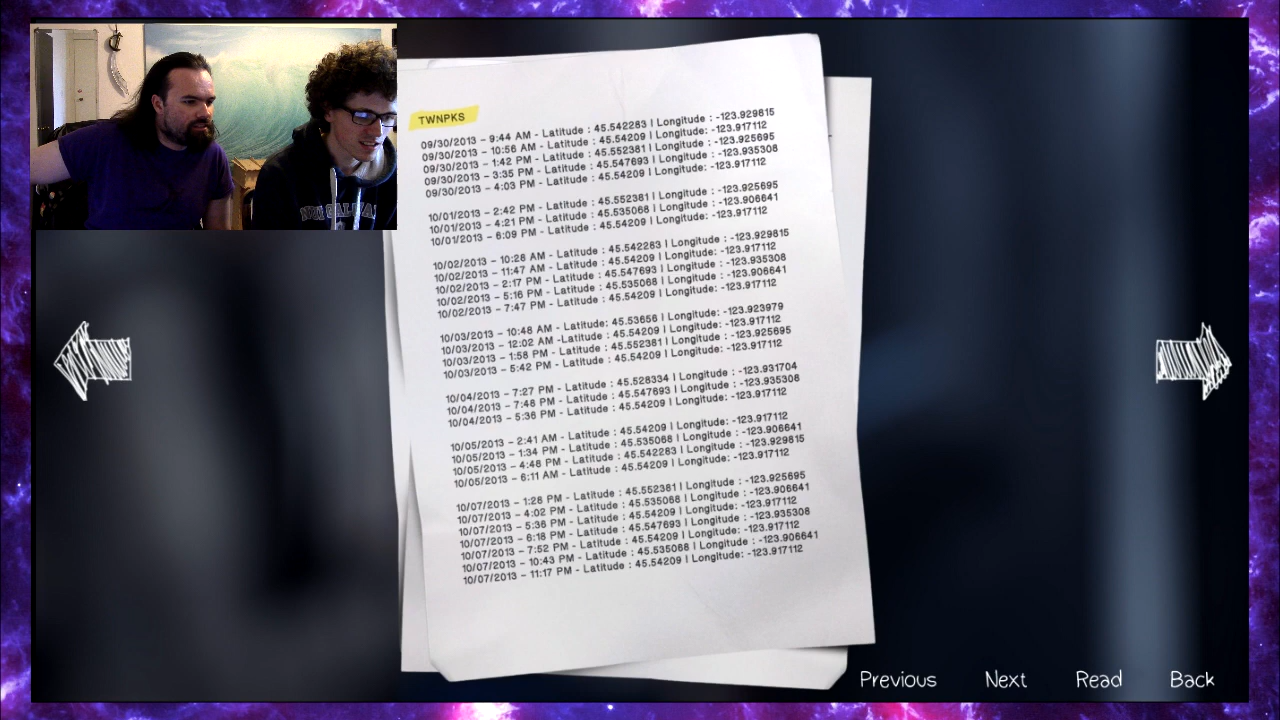 TWNPKS
09/30/2013 – 9:44 AM - Latitude : 45.542283 | Longitude : -123.929815
09/30/2013 – 10:56 AM - Latitude : 45.54209 | Longitude: -123.917112
09/30/2013 – 1:42 PM - Latitude : 45.552381 | Longitude : -123.925695
09/30/2013 – 3:35 PM - Latitude : 45.547693 | Longitude : -123.935308
09/30/2013 – 4:03 PM - Latitude : 45.54209 | Longitude: -123.917112
10/01/2013 – 2:42 PM - Latitude : 45.552381 | Longitude : -123.925695
10/01/2013 – 4:21 PM - Latitude : 45.535068 | Longitude : -123.906641
10/01/2013 – 6:09 PM - Latitude : 45.54209 | Longitude: -123.917112
10/02/2013 – 10:28 AM - Latitude : 45.542283 | Longitude : -123.929815
10/02/2013 – 11:47 AM - Latitude : 45.54209 | Longitude: -123.917112
10/02/2013 – 2:17 PM - Latitude : 45.547693 | Longitude : -123.935308
10/02/2013 – 5:16 PM - Latitude : 45.535068 | Longitude : -123.906641
10/02/2013 – 7:47 PM - Latitude : 45.54209 | Longitude: -123.917112
10/03/2013 – 10:48 AM - Latitude: 45.53656 | Longitude: -123.923979
10/03/2013 – 12:02 AM -Latitude : 45.54209 | Longitude: -123.917112
10/03/2013 – 1:58 PM - Latitude : 45.552381 | Longitude : -123.925695
10/03/2013 – 5:42 PM - Latitude : 45.54209 | Longitude: -123.917112
10/04/2013 – 7:27 PM - Latitude : 45.528334 | Longitude : -123.931704
10/04/2013 – 7:48 PM - Latitude : 45.547693 | Longitude : -123.935308
10/04/2013 – 5:36 PM - Latitude : 45.54209 | Longitude: -123.917112
10/05/2013 – 2:41 AM - Latitude : 45.54209 | Longitude: -123.917112
10/05/2013 – 1:34 PM - Latitude : 45.535068 | Longitude : -123.906641
10/05/2013 – 4:48 PM - Latitude : 45.542283 | Longitude : -123.929815
10/05/2013 – 6:11 AM - Latitude : 45.54209 | Longitude: -123.917112
10/07/2013 – 1:28 PM - Latitude : 45.552381 | Longitude : -123.925695
10/07/2013 – 4:02 PM - Latitude : 45.535068 | Longitude : -123.906641
10/07/2013 – 5:36 PM - Latitude : 45.54209 | Longitude: -123.917112
10/07/2013 – 6:18 PM - Latitude : 45.547693 | Longitude : -123.935308
10/07/2013 – 7:52 PM - Latitude : 45.54209 | Longitude: -123.917112
10/07/2013 – 10:43 PM - Latitude : 45.535068 | Longitude : -123.906641
10/07/2013 – 11:17 PM - Latitude : 45.54209 | Longitude: -123.917112
Previous Next Read Back